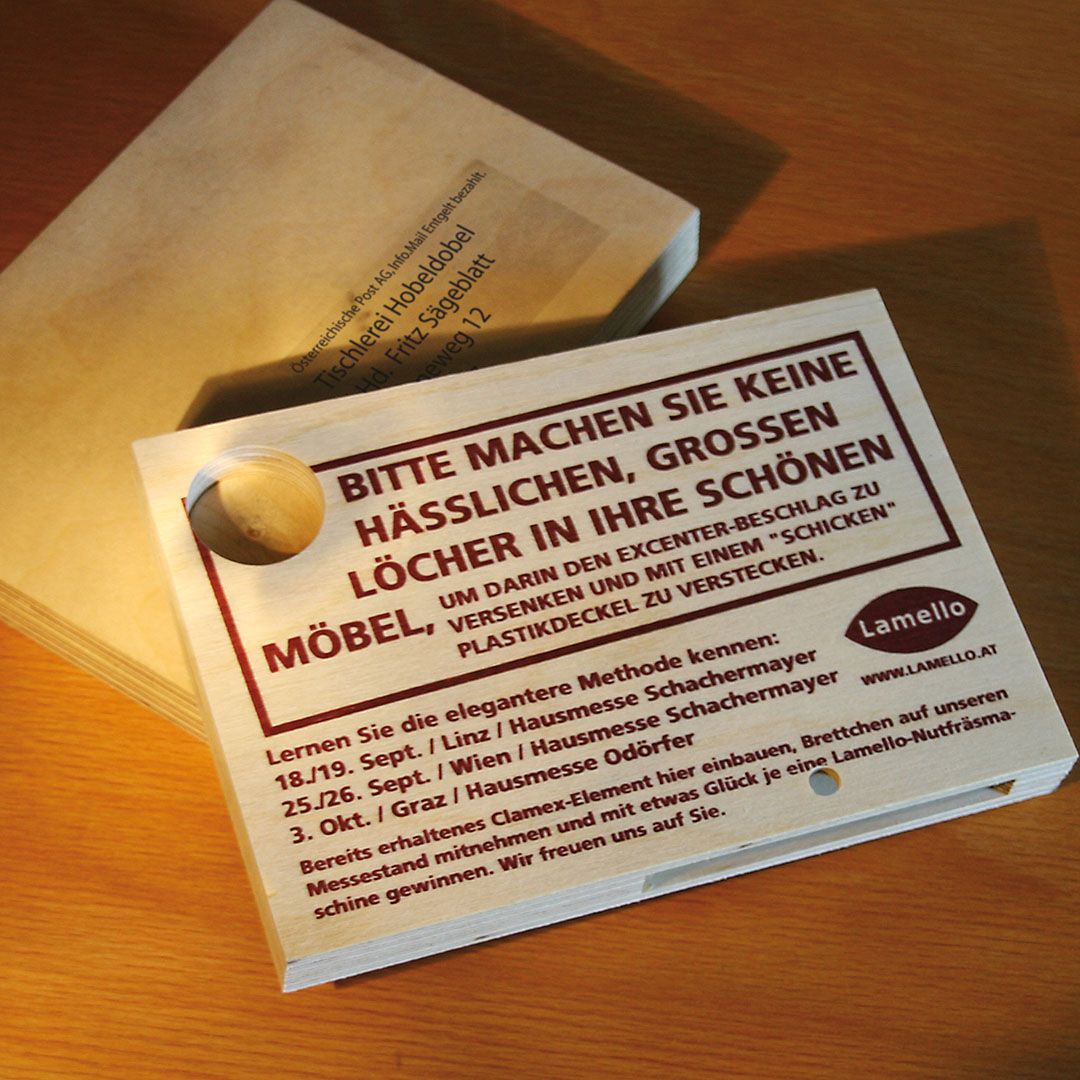 Österreichische Post AG, Info.Mail Entgelt bezahlt.
Tischlerei Hobeldobel
Hd. Fritz Sägeblatt
12
BITTE MACHEN SIE KEINE
HÄSSLICHEN, GROSSEN
LÖCHER IN IHRE SCHÖNEN
MÖBEL, UM DARIN DEN EXCENTER-BESCHLAG ZU
VERSENKEN UND MIT EINEM "SCHICKEN"
PLASTIKDECKEL ZU VERSTECKEN.
Lamello
WWW.LAMELLO.AT
Lernen Sie die elegantere Methode kennen:
18./19. Sept. / Linz / Hausmesse Schachermayer
25./26. Sept. / Wien / Hausmesse Schachermayer
3. Okt. / Graz / Hausmesse Odörfer
Bereits erhaltenes Clamex-Element hier einbauen, Brettchen auf unseren
Messestand mitnehmen und mit etwas Glück je eine Lamello-Nutfräsma-
schine gewinnen. Wir freuen uns auf Sie.